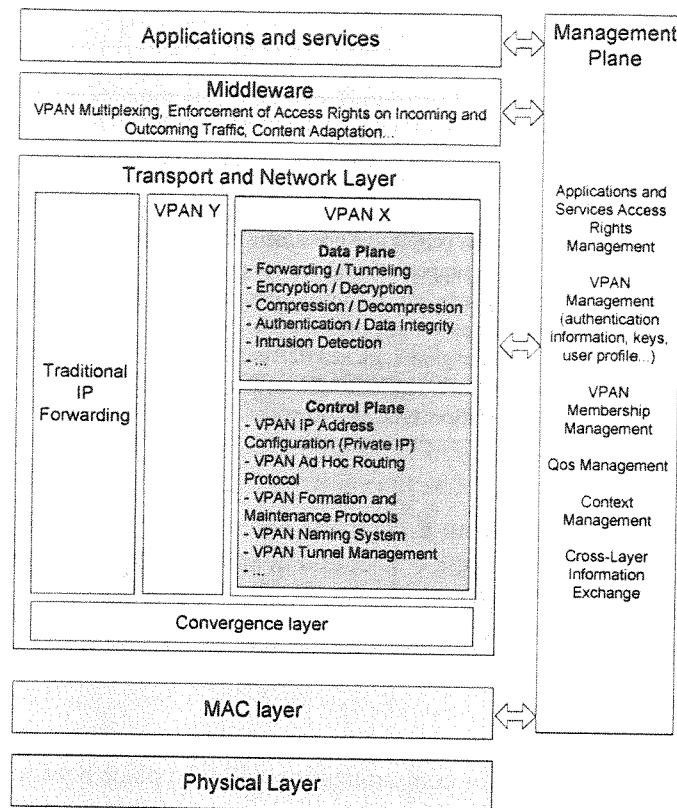 Applications and services
Middleware
VPAN Multiplexing, Enforcement of Access Rights on Incoming and
Outcoming Traffic, Content Adaptation...
Transport and Network Layer
Traditional
IP
Forwarding
VPAN Y
VPAN X
Data Plane
- Forwarding / Tunneling
- Encryption / Decryption
- Compression / Decompression
- Authentication / Data Integrity
- Intrusion Detection
- ...
Control Plane
- VPAN IP Address
Configuration (Private IP)
- VPAN Ad Hoc Routing
Protocol
- VPAN Formation and
Maintenance Protocols
- VPAN Naming System
- VPAN Tunnel Management
- ...
Convergence layer
MAC layer
Physical Layer
Management
Plane
Applications and
Services Access
Rights
Management
VPAN
Management
(authentication
information, keys,
user profile...)
VPAN
Membership
Management
Qos Management
Context
Management
Cross-Layer
Information
Exchange